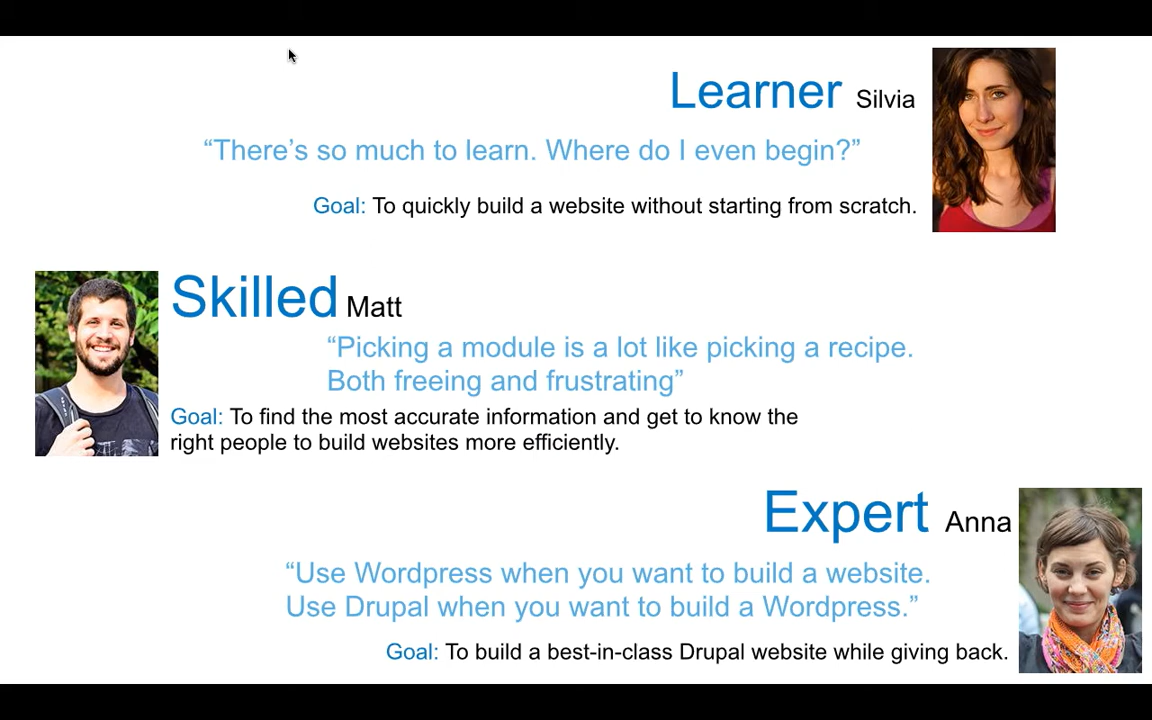 Learner Silvia
“There’s so much to learn. Where do I even begin?”
Goal: To quickly build a website without starting from scratch.
Skilled Matt
“Picking a module is a lot like picking a recipe.
Both freeing and frustrating”
Goal: To find the most accurate information and get to know the
right people to build websites more efficiently.
Expert Anna
“Use Wordpress when you want to build a website.
Use Drupal when you want to build a Wordpress.”
Goal: To build a best-in-class Drupal website while giving back.